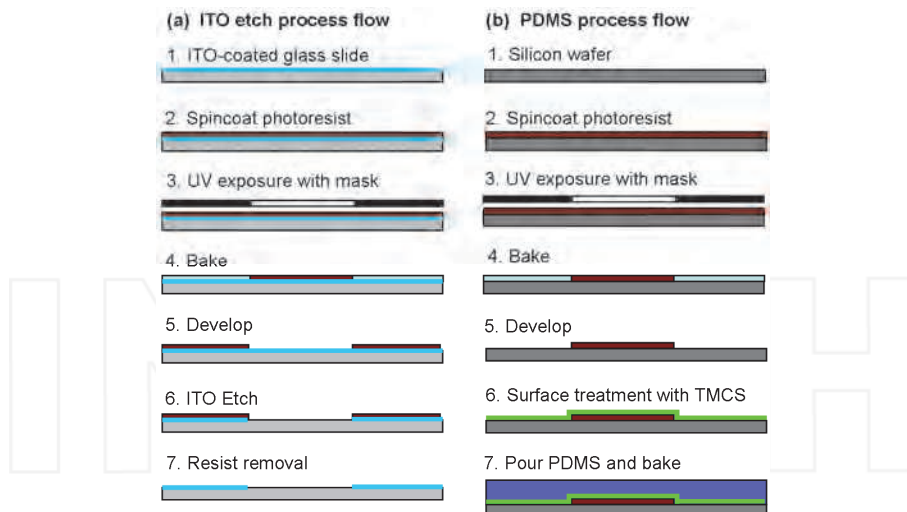 (a) ITO etch process flow
1. ITO-coated glass slide
2. Spincoat photoresist
3. UV exposure with mask
4. Bake
5. Develop
6. ITO Etch
7. Resist removal
(b) PDMS process flow
1. Silicon wafer
2. Spincoat photoresist
3. UV exposure with mask
4. Bake
5. Develop
6. Surface treatment with TMCS
7. Pour PDMS and bake